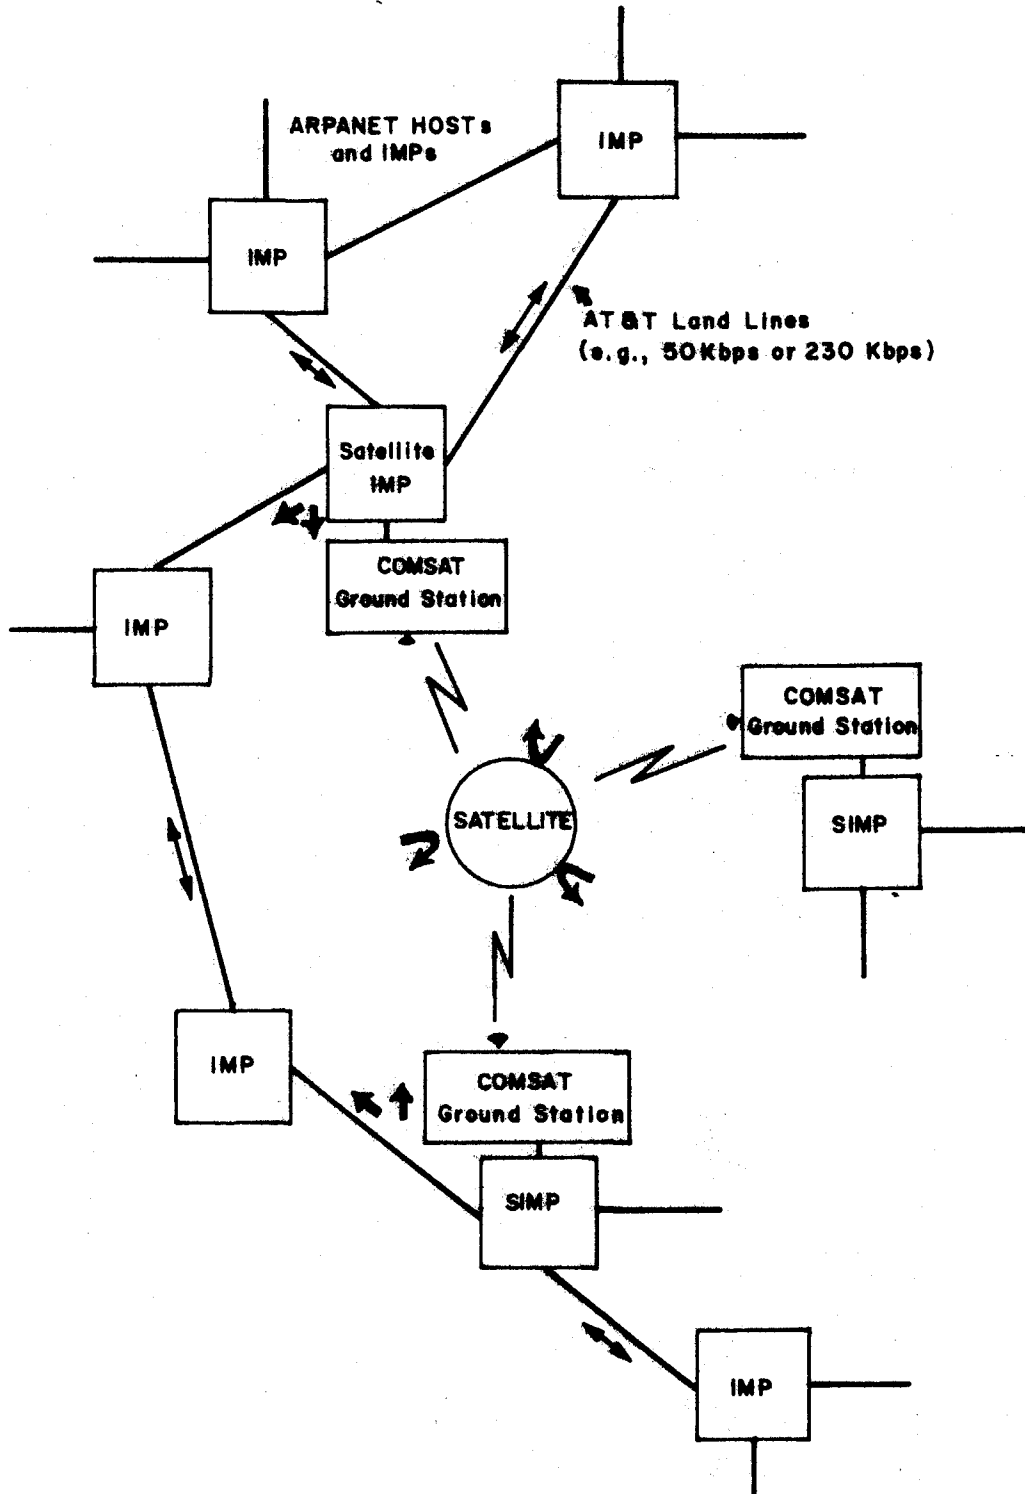 IMP
ARPANET HOSTs
and IMPs
IMP
AT&T Land Lines
(e.g., 50Kbps or 230 Kbps)
Satellite
IMP
COMSAT
Ground Station
IMP
COMSAT
Ground Station
SATELLITE
SIMP
IMP
COMSAT
Ground Station
SIMP
IMP